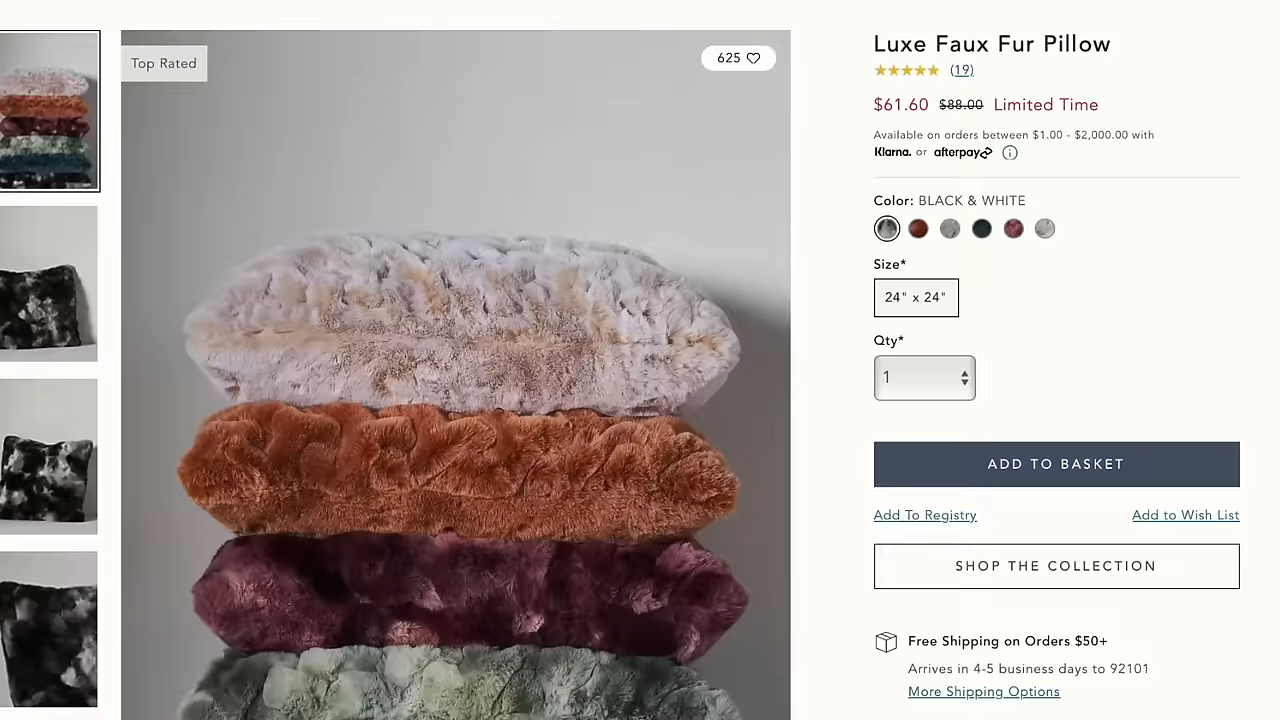 Top Rated
625
Luxe Faux Fur Pillow
(19)
$61.60 $88.00 Limited Time
Available on orders between $1.00 - $2,000.00 with
Klarna. or afterpay
Color: BLACK & WHITE
Size*
24" x 24"
Qty*
1
ADD TO BASKET
Add To Registry Add to Wish List
SHOP THE COLLECTION
Free Shipping on Orders $50+
Arrives in 4-5 business days to 92101
More Shipping Options